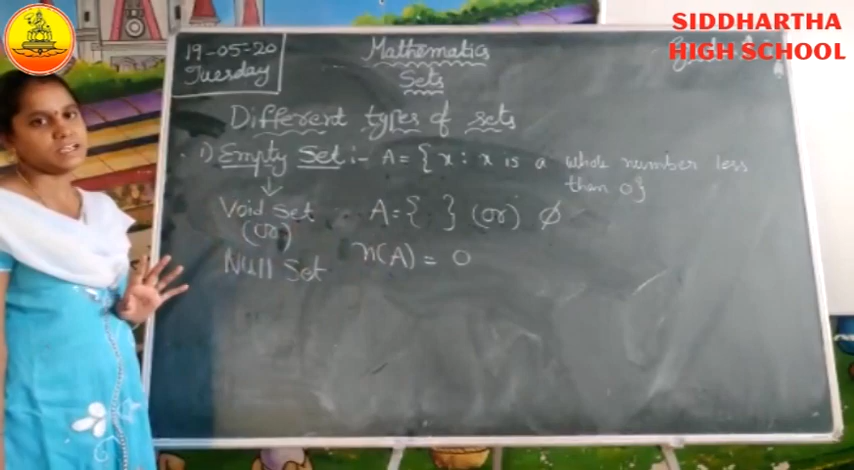 SIDDHARTHA
HIGH SCHOOL
19-05-20
Tuesday
Mathematics
Sets
Different types of sets
1) Empty Set :- A = { x : x is a whole number less
than 0}
↓
Void Set A = { } (or) ∅
(or)
Null Set n(A) = 0